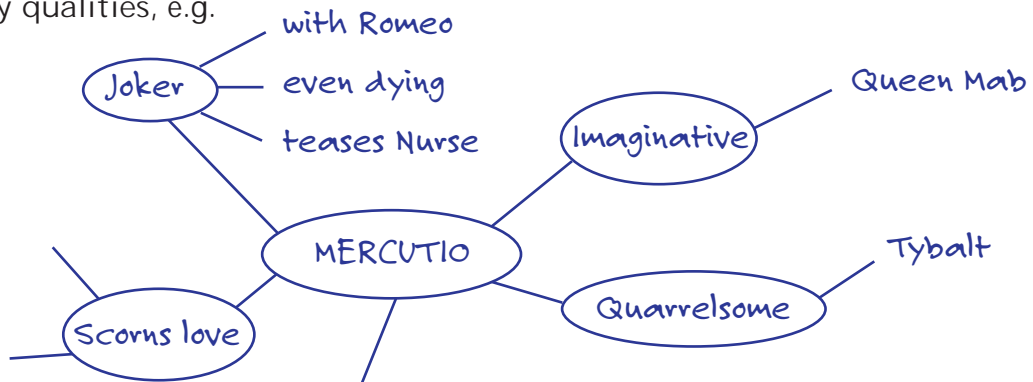 y qualities, e.g.
with Romeo
Joker
even dying
Queen Mab
teases Nurse
Imaginative
MERCUTIO
Tybalt
Quarrelsome
Scorns love